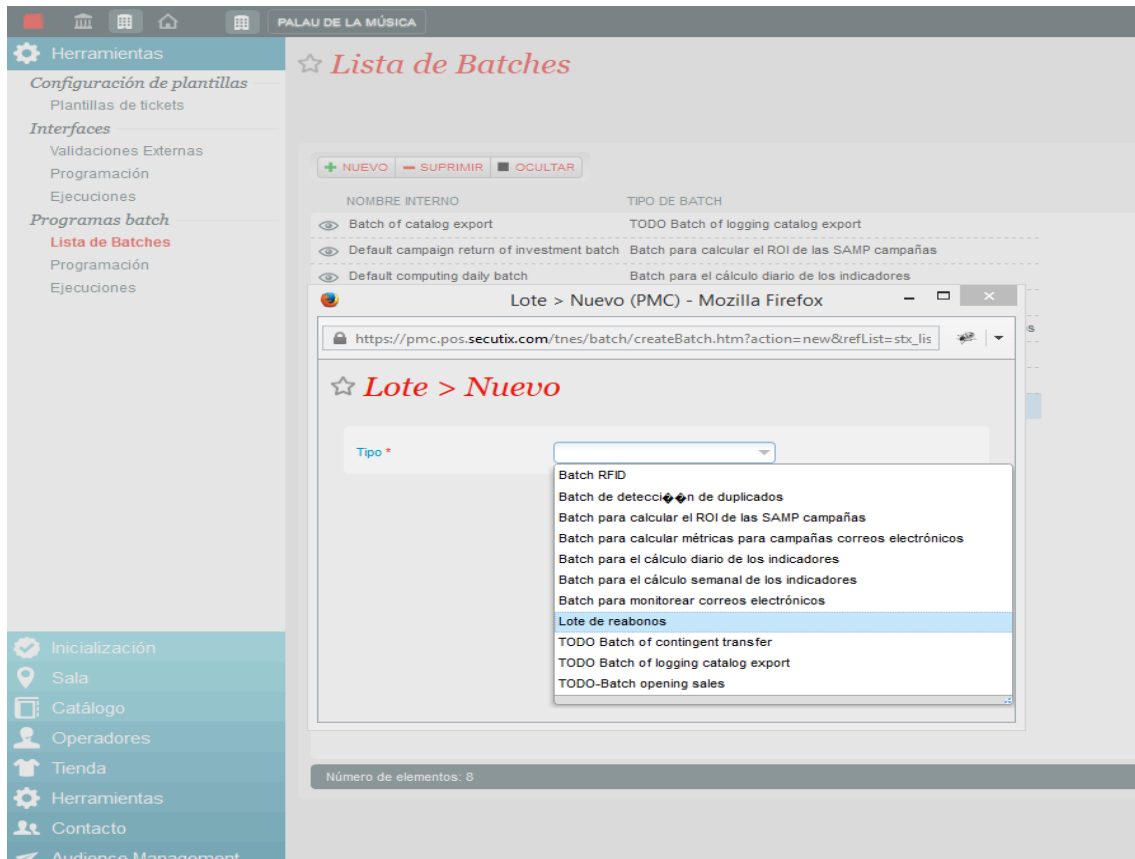 PALAU DE LA MÚSICA
Herramientas
Configuración de plantillas
Plantillas de tickets
Interfaces
Validaciones Externas
Programación
Ejecuciones
Programas batch
Lista de Batches
Programación
Ejecuciones
Inicialización
Sala
Catálogo
Operadores
Tienda
Herramientas
Contacto
Audience Management
Lista de Batches
NUEVO SUPRIMIR OCULTAR
NOMBRE INTERNO TIPO DE BATCH
Batch of catalog export TODO Batch of logging catalog export
Default campaign return of investment batch Batch para calcular el ROI de las SAMP campañas
Default computing daily batch Batch para el cálculo diario de los indicadores
Lote > Nuevo (PMC) - Mozilla Firefox
https://pmc.pos.secutix.com/tnes/batch/createBatch.htm?action=new&refList=stx_lis
Lote > Nuevo
Tipo *
Batch RFID
Batch de detecci��n de duplicados
Batch para calcular el ROI de las SAMP campañas
Batch para calcular métricas para campañas correos electrónicos
Batch para el cálculo diario de los indicadores
Batch para el cálculo semanal de los indicadores
Batch para monitorear correos electrónicos
Lote de reabonos
TODO Batch of contingent transfer
TODO Batch of logging catalog export
TODO-Batch opening sales
Número de elementos: 8